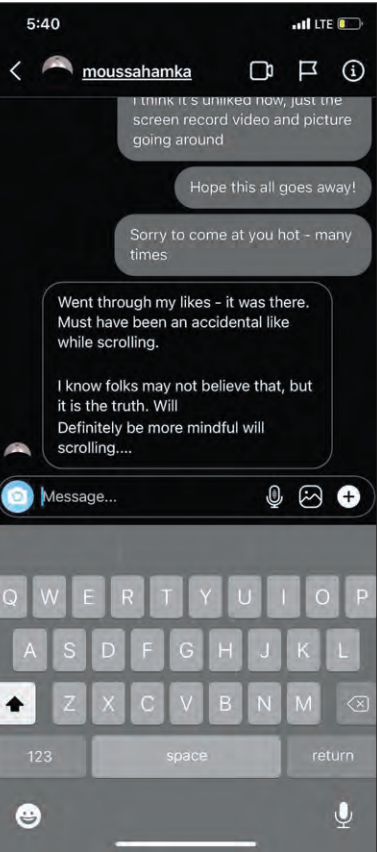 5:40 LTE
moussahamka
I think it's unliked now, just the
screen record video and picture
going around
Hope this all goes away!
Sorry to come at you hot - many
times
Went through my likes - it was there.
Must have been an accidental like
while scrolling.
I know folks may not believe that, but
it is the truth. Will
Definitely be more mindful will
scrolling....
Message...
Q W E R T Y U I O P
A S D F G H J K L
Z X C V B N M
123 space return